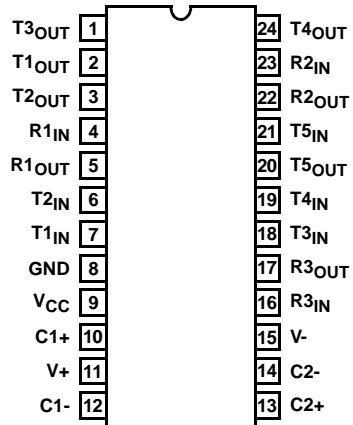 T3OUT 1 24 T4OUT
T1OUT 2 23 R2IN
T2OUT 3 22 R2OUT
R1IN 4 21 T5IN
R1OUT 5 20 T5OUT
T2IN 6 19 T4IN
T1IN 7 18 T3IN
GND 8 17 R3OUT
VCC 9 16 R3IN
C1+ 10 15 V-
V+ 11 14 C2-
C1- 12 13 C2+